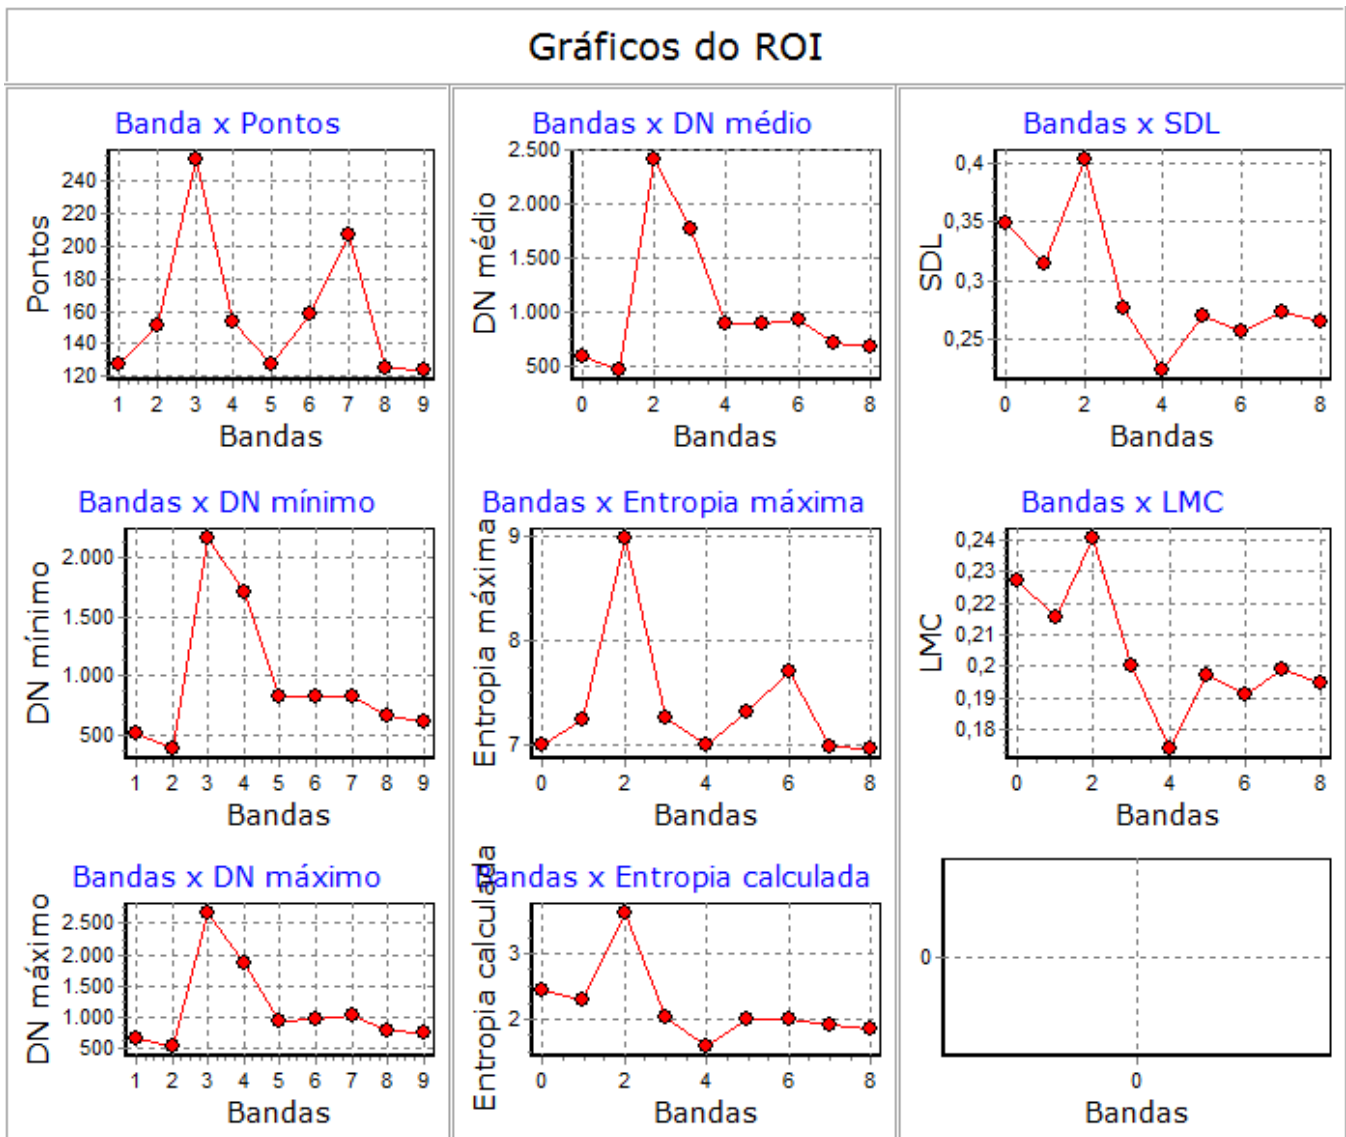 Gráficos do ROI
Banda x Pontos
Pontos
240
220
200
180
160
140
120
1 2 3 4 5 6 7 8 9
Bandas
Bandas x DN médio
DN médio
2.500
2.000
1.500
1.000
500
0 2 4 6 8
Bandas
Bandas x SDL
SDL
0,4
0,35
0,3
0,25
0 2 4 6 8
Bandas
Bandas x DN mínimo
DN mínimo
2.000
1.500
1.000
500
1 2 3 4 5 6 7 8 9
Bandas
Bandas x Entropia máxima
Entropia máxima
9
8
7
0 2 4 6 8
Bandas
Bandas x LMC
LMC
0,24
0,23
0,22
0,21
0,2
0,19
0,18
0 2 4 6 8
Bandas
Bandas x DN máximo
DN máximo
2.500
2.000
1.500
1.000
500
1 2 3 4 5 6 7 8 9
Bandas
Bandas x Entropia calculada
Entropia calculada
3
2
0 2 4 6 8
Bandas
0
0
Bandas